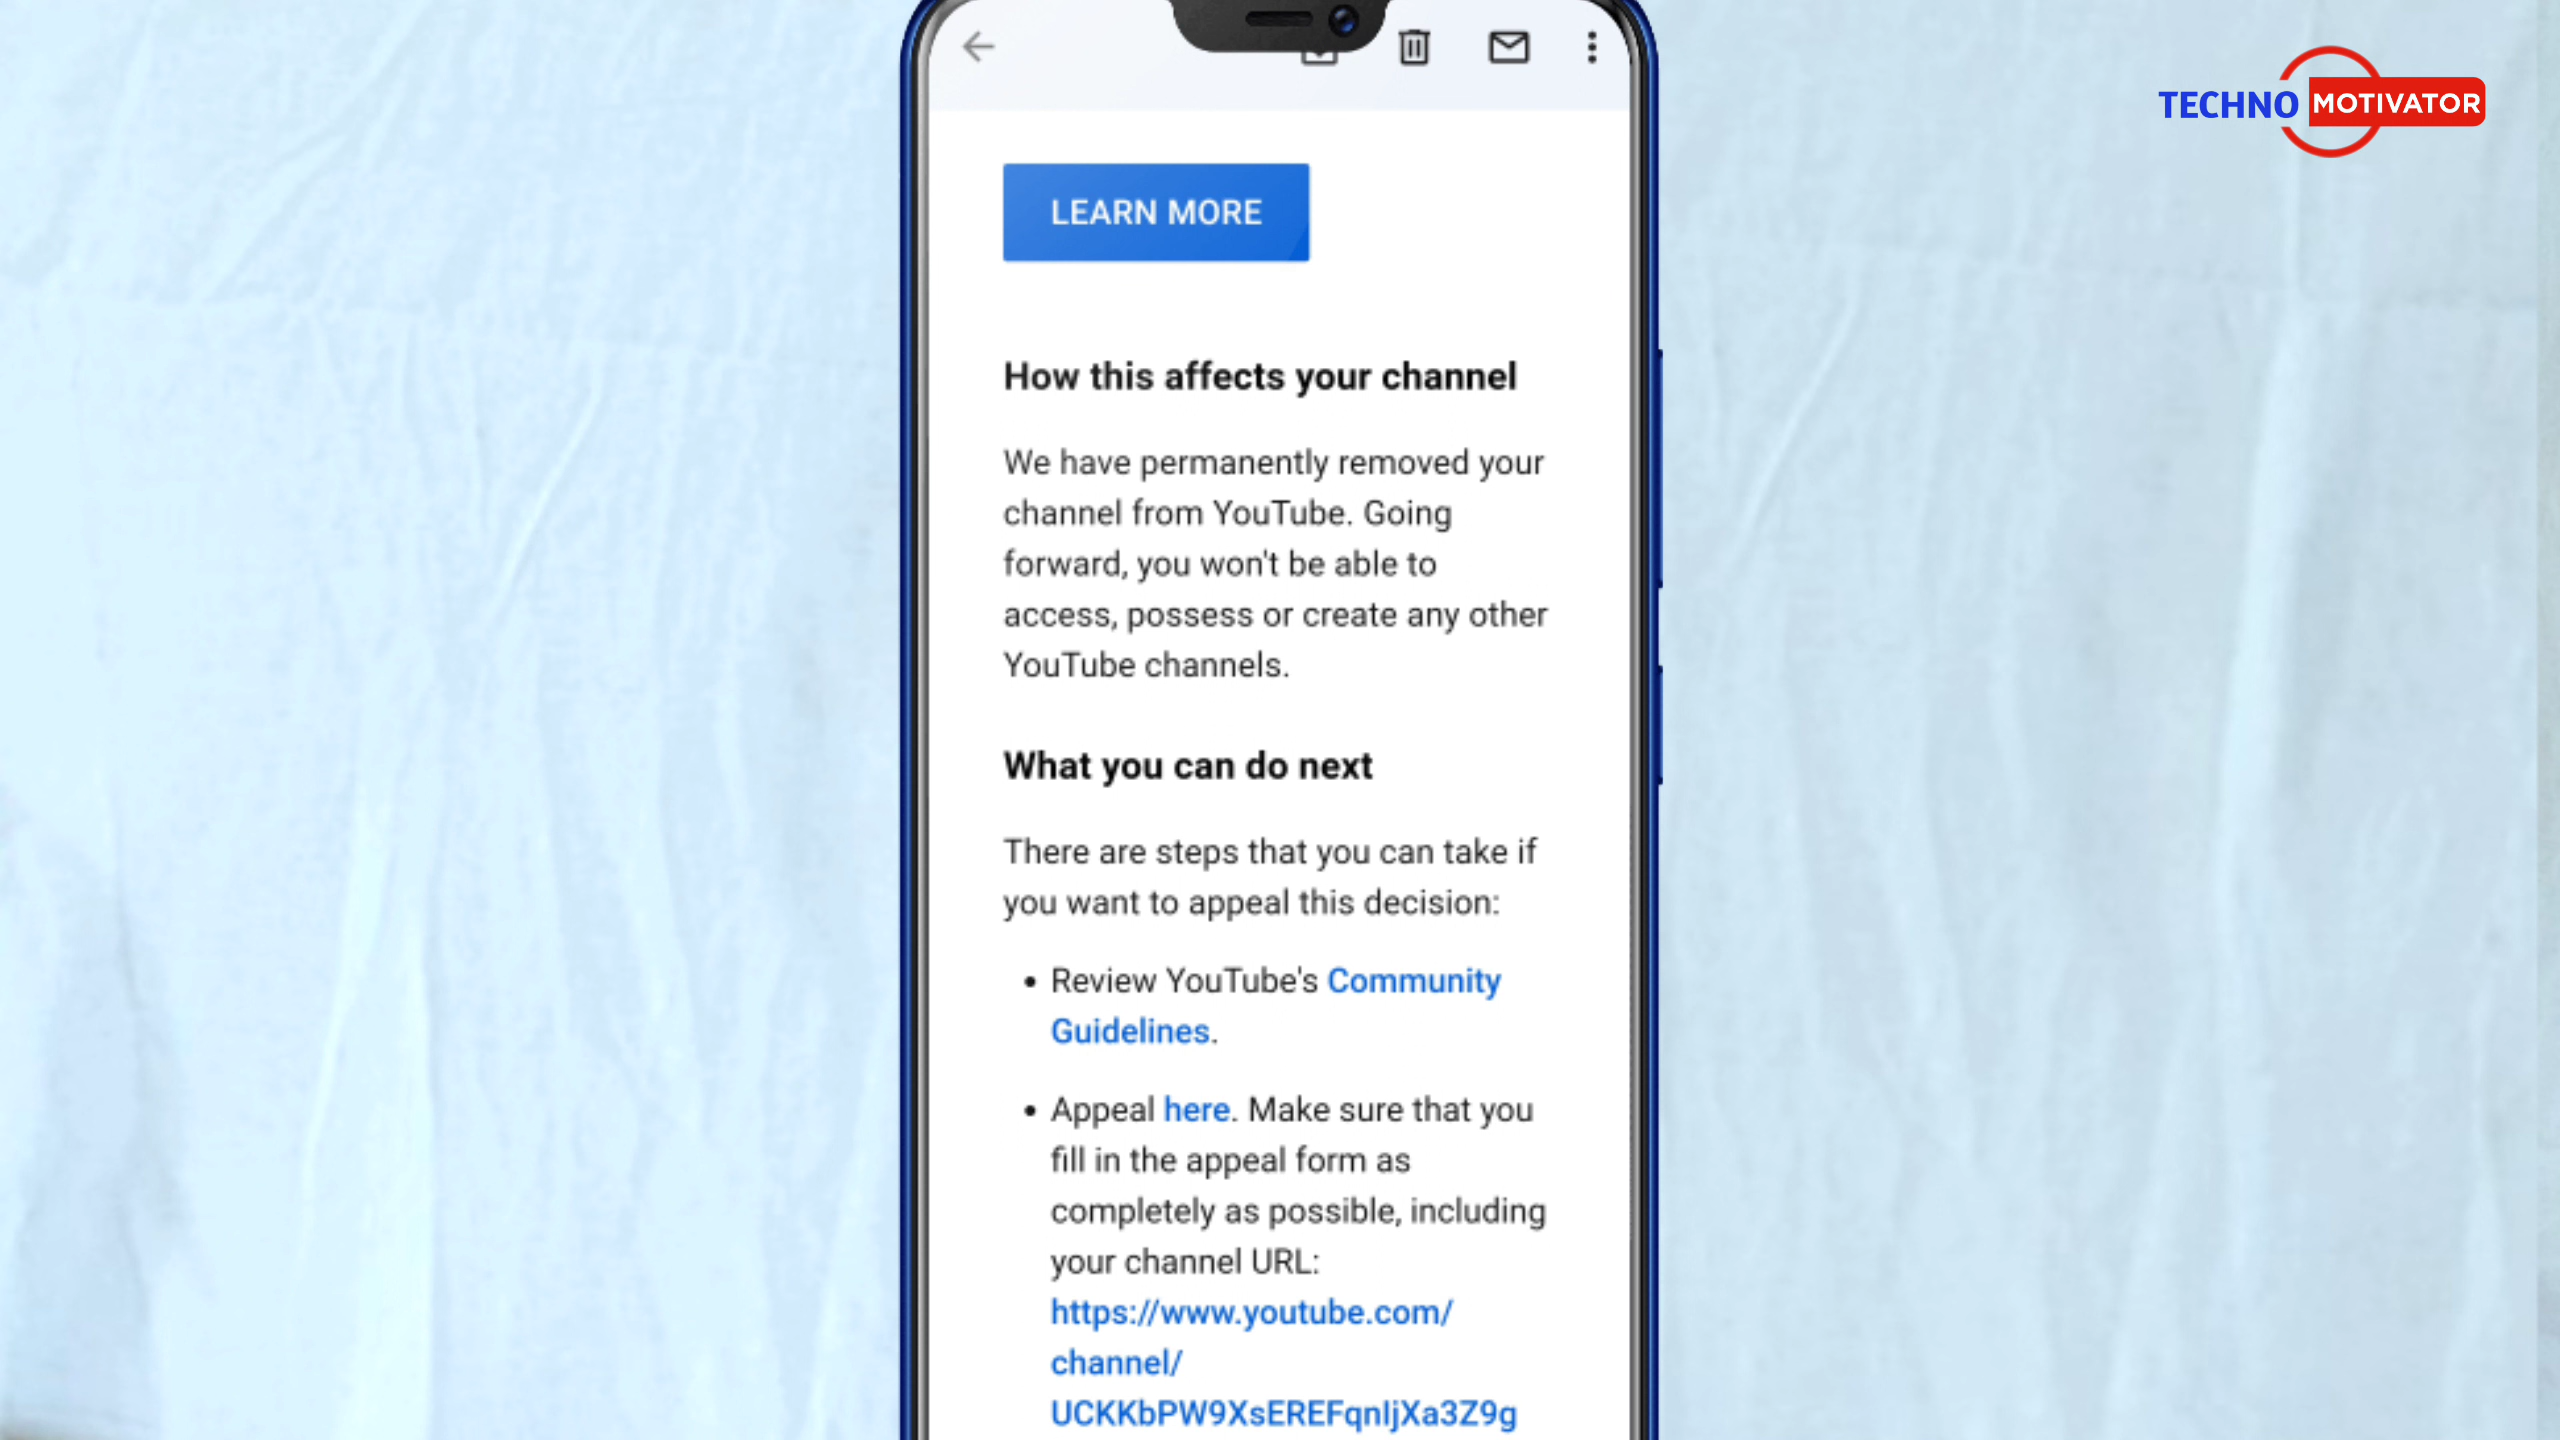 TECHNO MOTIVATOR
LEARN MORE
How this affects your channel
We have permanently removed your
channel from YouTube. Going
forward, you won't be able to
access, possess or create any other
YouTube channels.
What you can do next
There are steps that you can take if
you want to appeal this decision:
• Review YouTube's Community
Guidelines.
• Appeal here. Make sure that you
fill in the appeal form as
completely as possible, including
your channel URL:
https://www.youtube.com/
channel/
UCKKbPW9XsEREFqnIjXa3Z9g